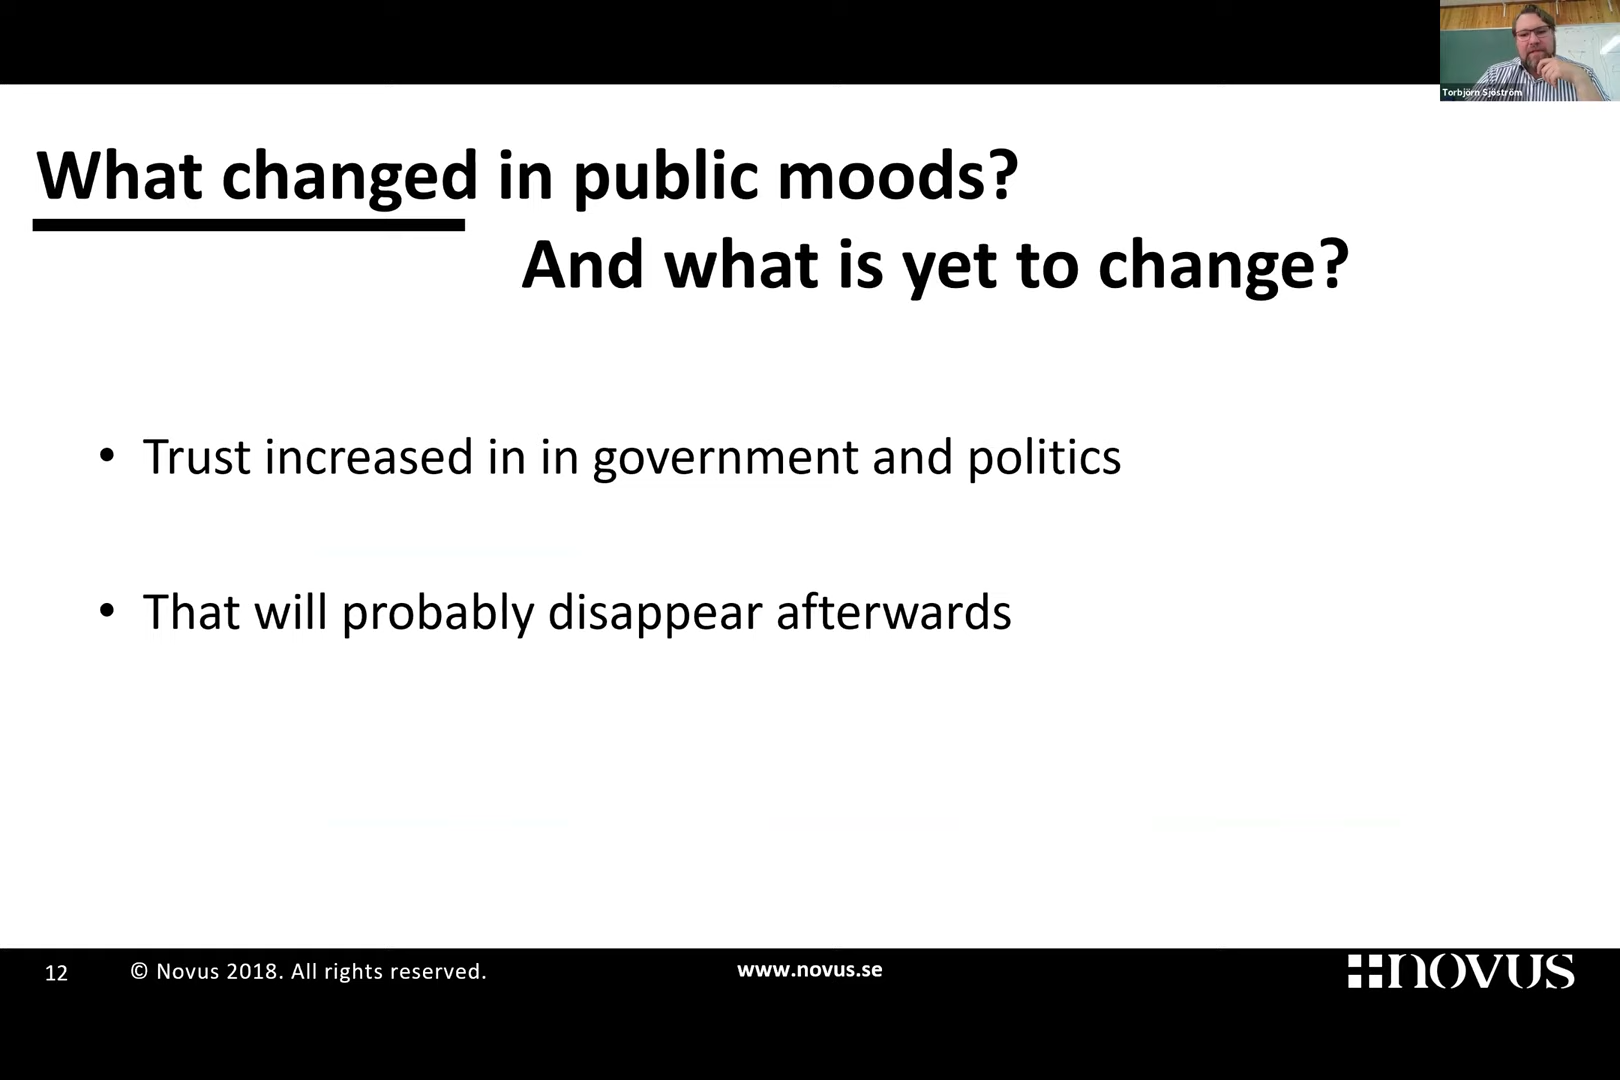 Torbjörn Sjöström
What changed in public moods?
And what is yet to change?
• Trust increased in in government and politics
• That will probably disappear afterwards
12
© Novus 2018. All rights reserved.
www.novus.se
novus